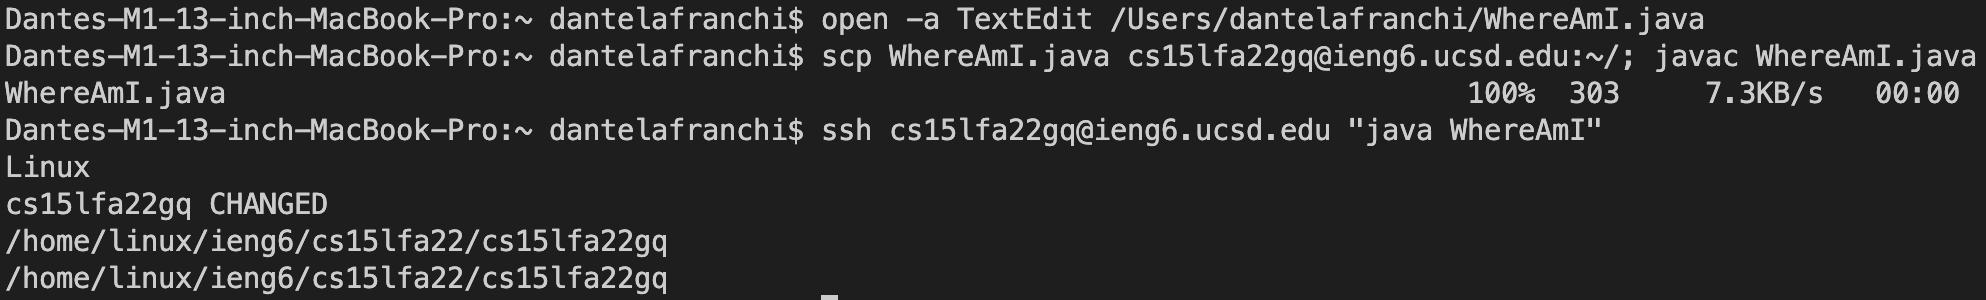 Dantes-M1-13-inch-MacBook-Pro:~ dantelafranchi$ open -a TextEdit /Users/dantelafranchi/WhereAmI.java
Dantes-M1-13-inch-MacBook-Pro:~ dantelafranchi$ scp WhereAmI.java cs15lfa22gq@ieng6.ucsd.edu:~/; javac WhereAmI.java
WhereAmI.java 100% 303 7.3KB/s 00:00
Dantes-M1-13-inch-MacBook-Pro:~ dantelafranchi$ ssh cs15lfa22gq@ieng6.ucsd.edu "java WhereAmI"
Linux
cs15lfa22gq CHANGED
/home/linux/ieng6/cs15lfa22/cs15lfa22gq
/home/linux/ieng6/cs15lfa22/cs15lfa22gq